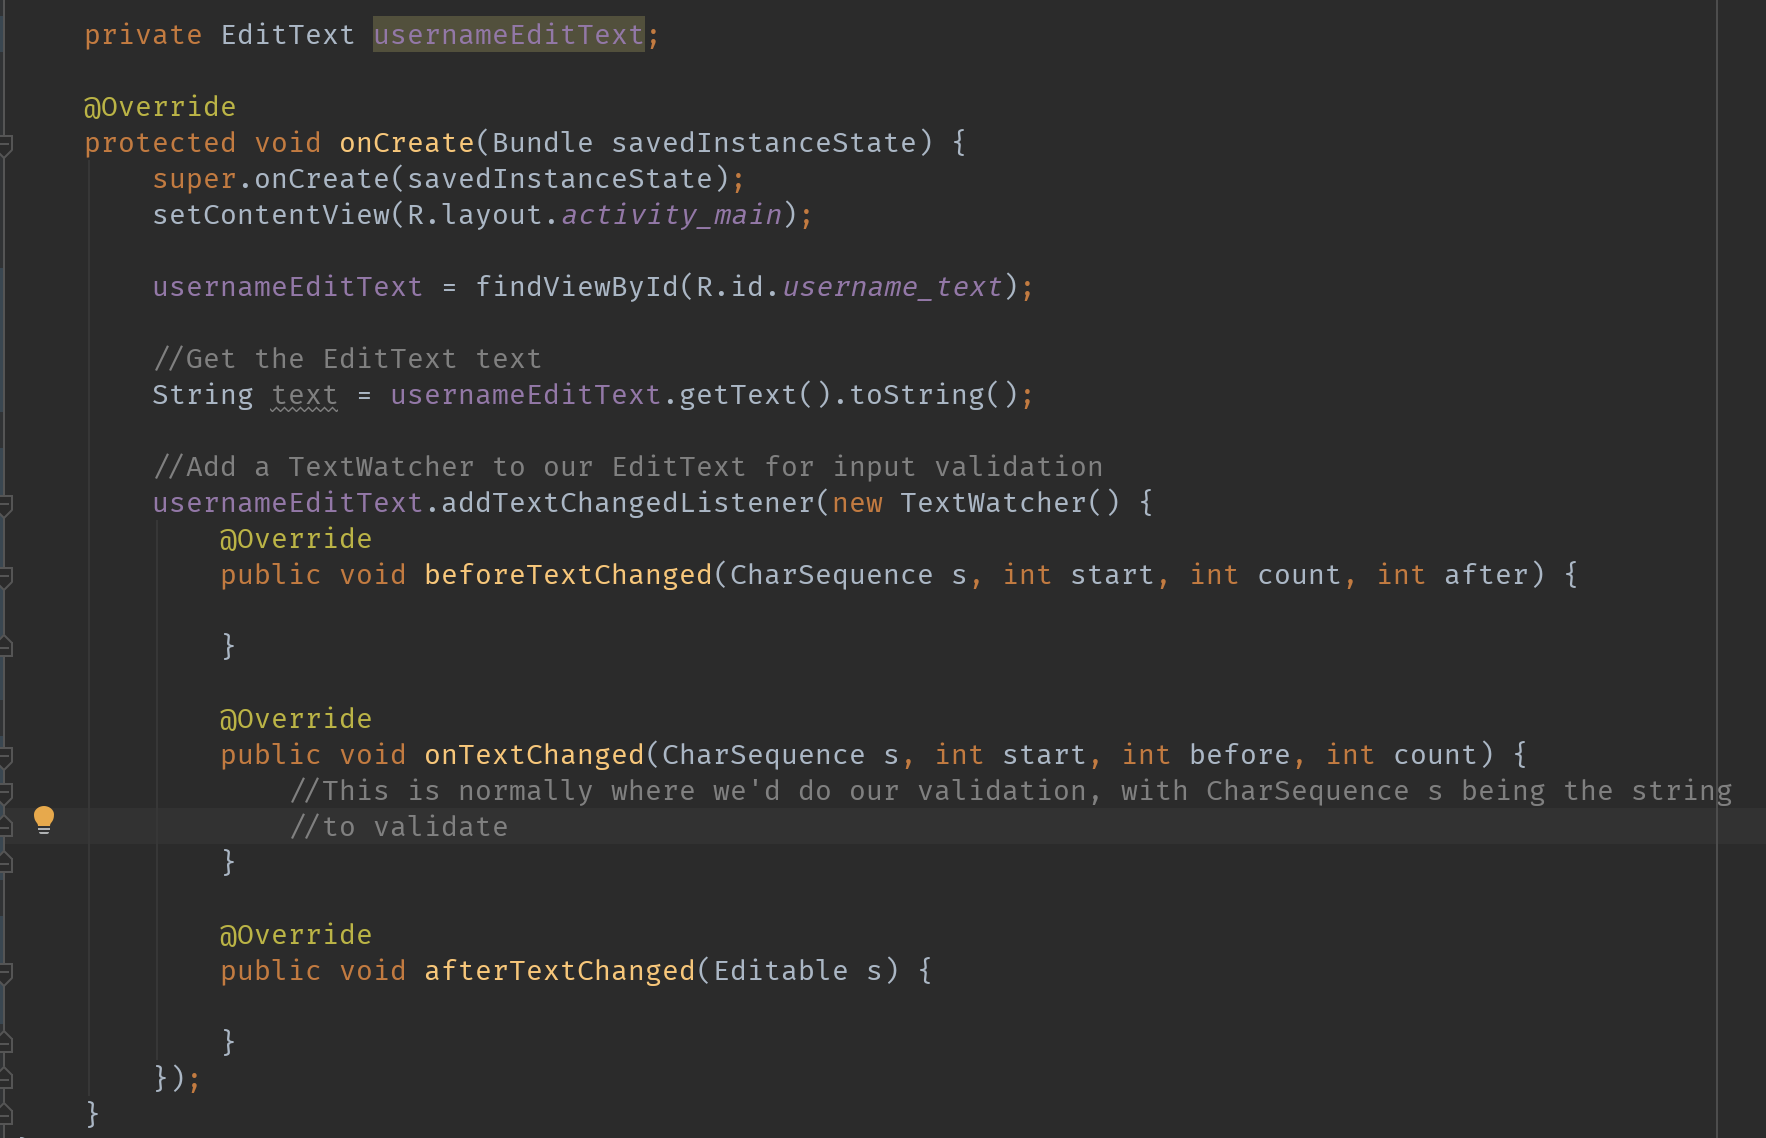 private EditText usernameEditText;
@Override
protected void onCreate(Bundle savedInstanceState) {
super.onCreate(savedInstanceState);
setContentView(R.layout.activity_main);
usernameEditText = findViewById(R.id.username_text);
//Get the EditText text
String text = usernameEditText.getText().toString();
//Add a TextWatcher to our EditText for input validation
usernameEditText.addTextChangedListener(new TextWatcher() {
@Override
public void beforeTextChanged(CharSequence s, int start, int count, int after) {
}
@Override
public void onTextChanged(CharSequence s, int start, int before, int count) {
//This is normally where we'd do our validation, with CharSequence s being the string
//to validate
}
@Override
public void afterTextChanged(Editable s) {
}
});
}